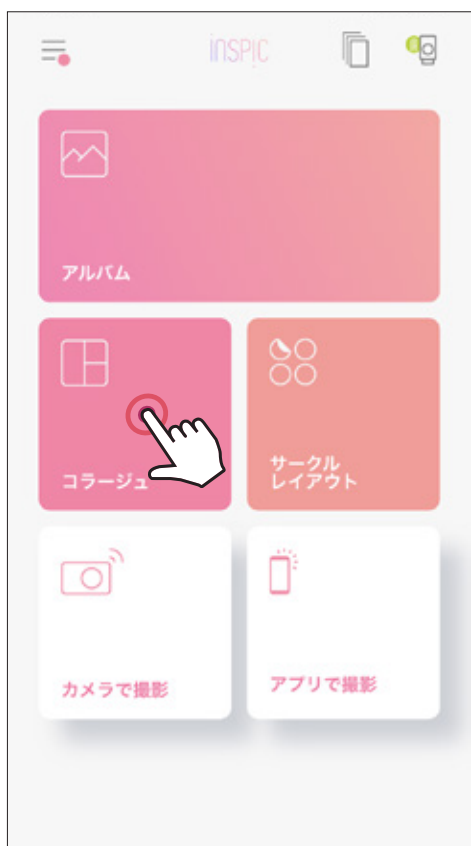 inSPiC
アルバム
コラージュ
サークル
レイアウト
カメラで撮影
アプリで撮影